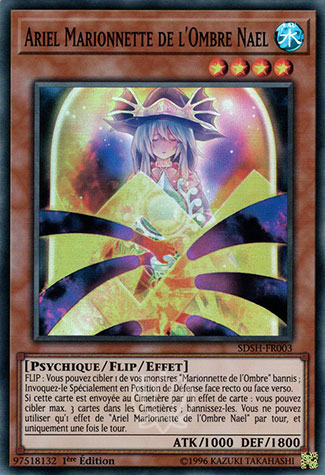 Ariel Marionnette de l'Ombre Nael
SDSH-FR003
[Psychique/Flip/Effet]
FLIP : Vous pouvez cibler 1 de vos monstres "Marionnette de l'Ombre" bannis ;
Invoquez-le Spécialement en Position de Défense face recto ou face verso.
Si cette carte est envoyée au Cimetière par un effet de carte : vous pouvez
cibler max. 3 cartes dans les Cimetières ; bannissez-les. Vous ne pouvez
utiliser qu'1 effet de "Ariel Marionnette de l'Ombre Nael" par tour, et
uniquement une fois le tour.
ATK/1000 DEF/1800
97518132 1ère Édition ©1996 KAZUKI TAKAHASHI